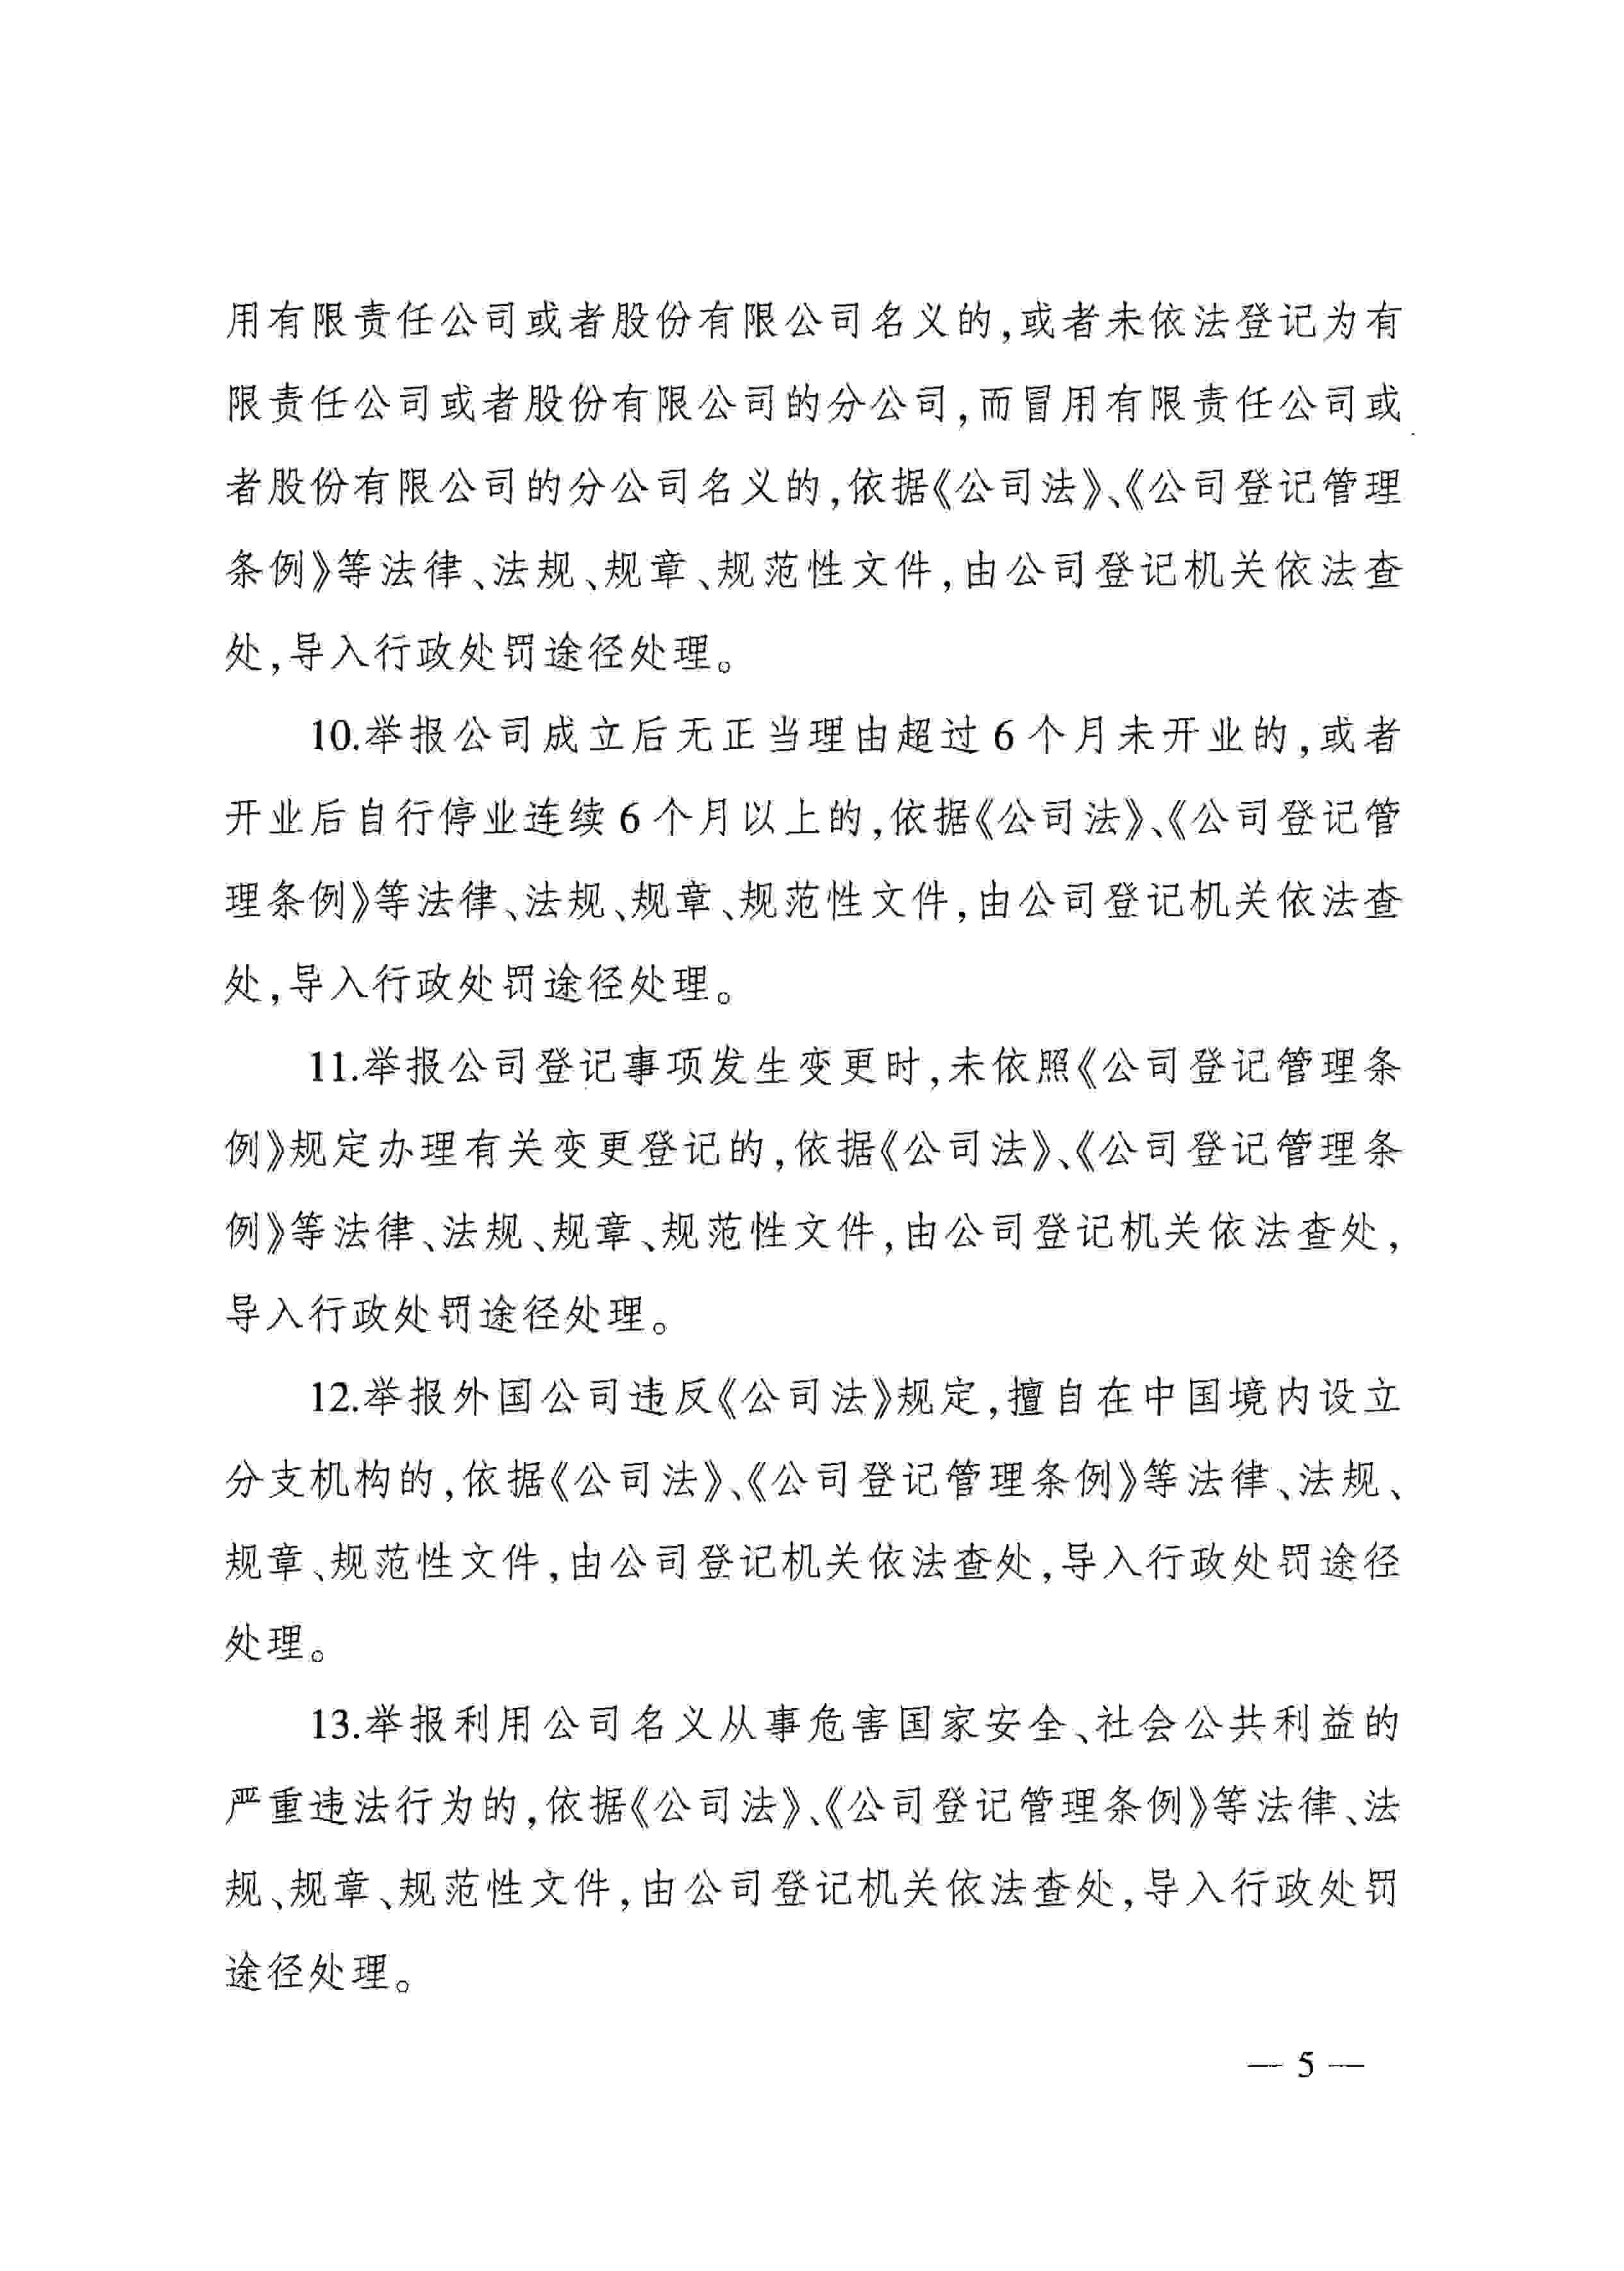 用有限责任公司或者股份有限公司名义的,或者未依法登记为有
限责任公司或者股份有限公司的分公司,而冒用有限责任公司或
者股份有限公司的分公司名义的,依据《公司法》、《公司登记管理
条例》等法律、法规、规章、规范性文件,由公司登记机关依法查
处,导入行政处罚途径处理。
10.举报公司成立后无正当理由超过 6 个月未开业的,或者
开业后自行停业连续 6 个月以上的,依据《公司法》、《公司登记管
理条例》等法律、法规、规章、规范性文件,由公司登记机关依法查
处,导入行政处罚途径处理。
11.举报公司登记事项发生变更时,未依照《公司登记管理条
例》规定办理有关变更登记的,依据《公司法》、《公司登记管理条
例》等法律、法规、规章、规范性文件,由公司登记机关依法查处,
导入行政处罚途径处理。
12.举报外国公司违反《公司法》规定,擅自在中国境内设立
分支机构的,依据《公司法》、《公司登记管理条例》等法律、法规、
规章、规范性文件,由公司登记机关依法查处,导入行政处罚途径
处理。
13.举报利用公司名义从事危害国家安全、社会公共利益的
严重违法行为的,依据《公司法》、《公司登记管理条例》等法律、法
规、规章、规范性文件,由公司登记机关依法查处,导入行政处罚
途径处理。
— 5 —